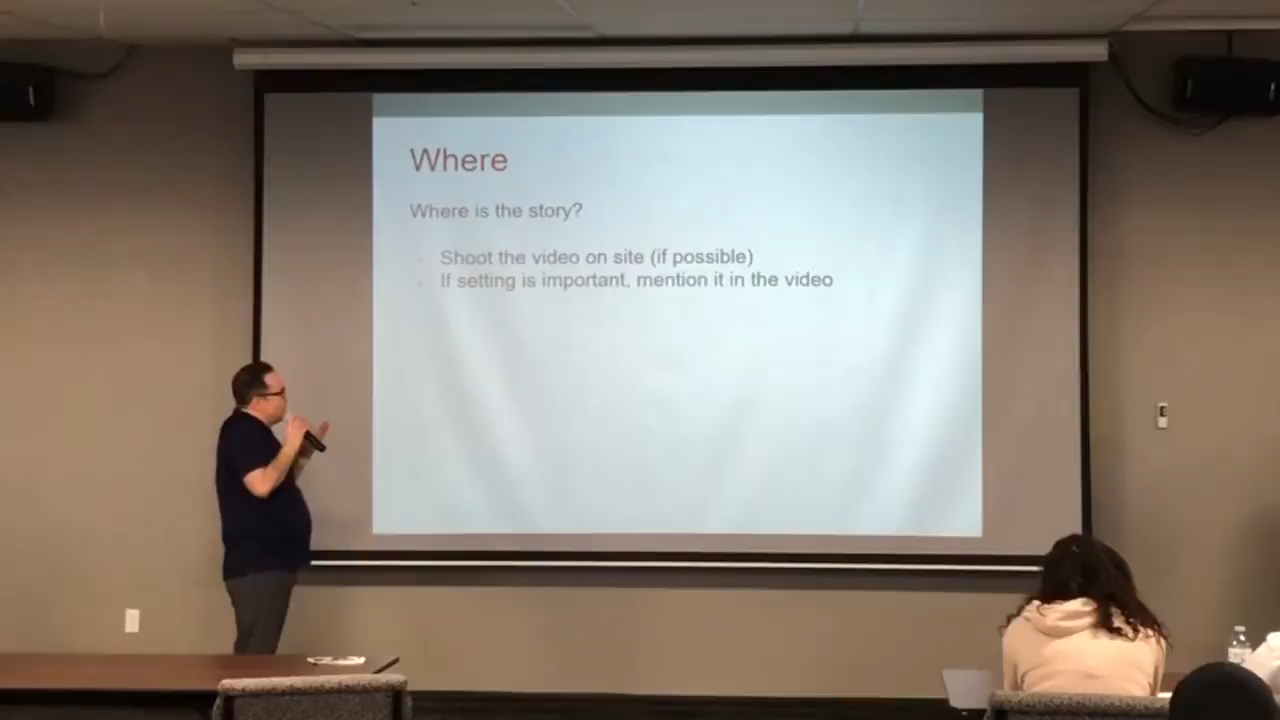 Where
Where is the story?
Shoot the video on site (if possible)
If setting is important, mention it in the video